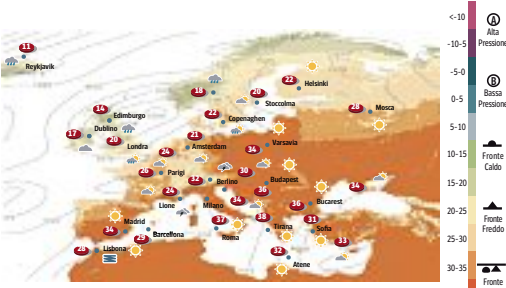 11
Reykjavik
18
20
Stoccolma
22
Helsinki
28
Mosca
14
Edimburgo
22
Copenaghen
17
Dublino
20
Londra
21
Amsterdam
34
Varsavia
24
26
Parigi
32
Berlino
30
Budapest
36
34
24
Lione
34
Milano
36
Bucarest
34
Madrid
29
Barcellona
37
Roma
38
Tirana
31
Sofia
33
28
Lisbona
32
Atene
<-10
-10-5
-5-0
0-5
5-10
10-15
15-20
20-25
25-30
30-35
A
Alta
Pressione
B
Bassa
Pressione
Fronte
Caldo
Fronte
Freddo
Fronte